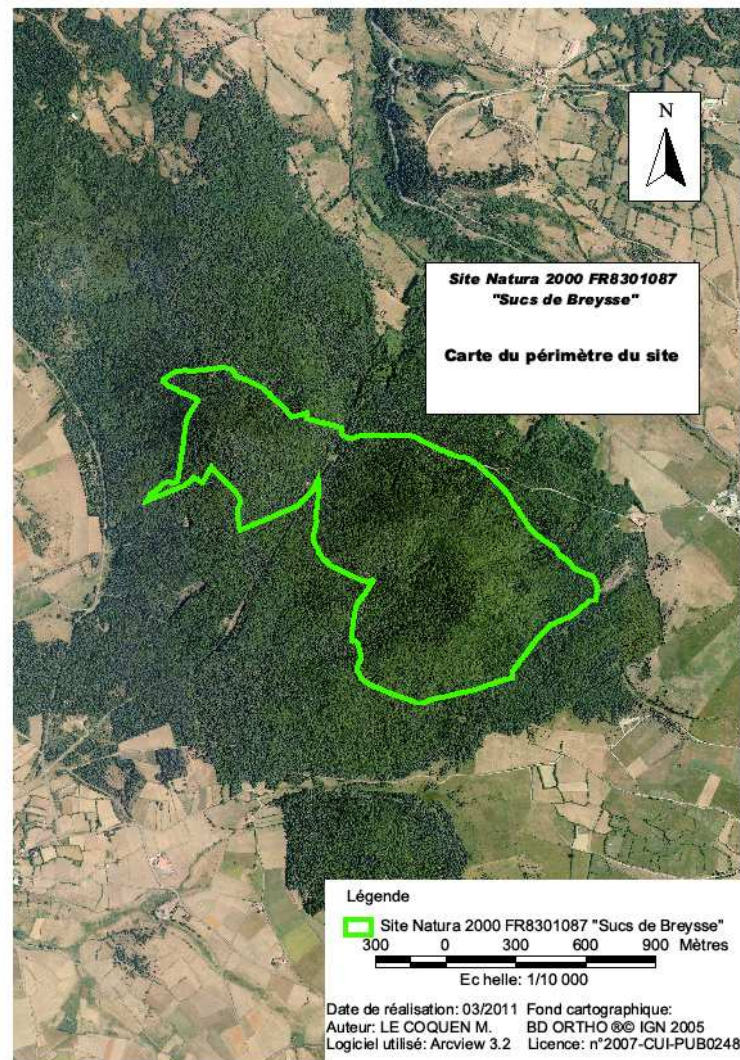 N
Site Natura 2000 FR8301087
"Sucs de Breysse"
Carte du périmètre du site
Légende
Site Natura 2000 FR8301087 "Sucs de Breysse"
300 0 300 600 900 Mètres
Echelle: 1/10 000
Date de réalisation: 03/2011 Fond cartographique:
Auteur: LE COQUEN M. BD ORTHO ®© IGN 2005
Logiciel utilisé: Arcview 3.2 Licence: n°2007-CUI-PUB0248